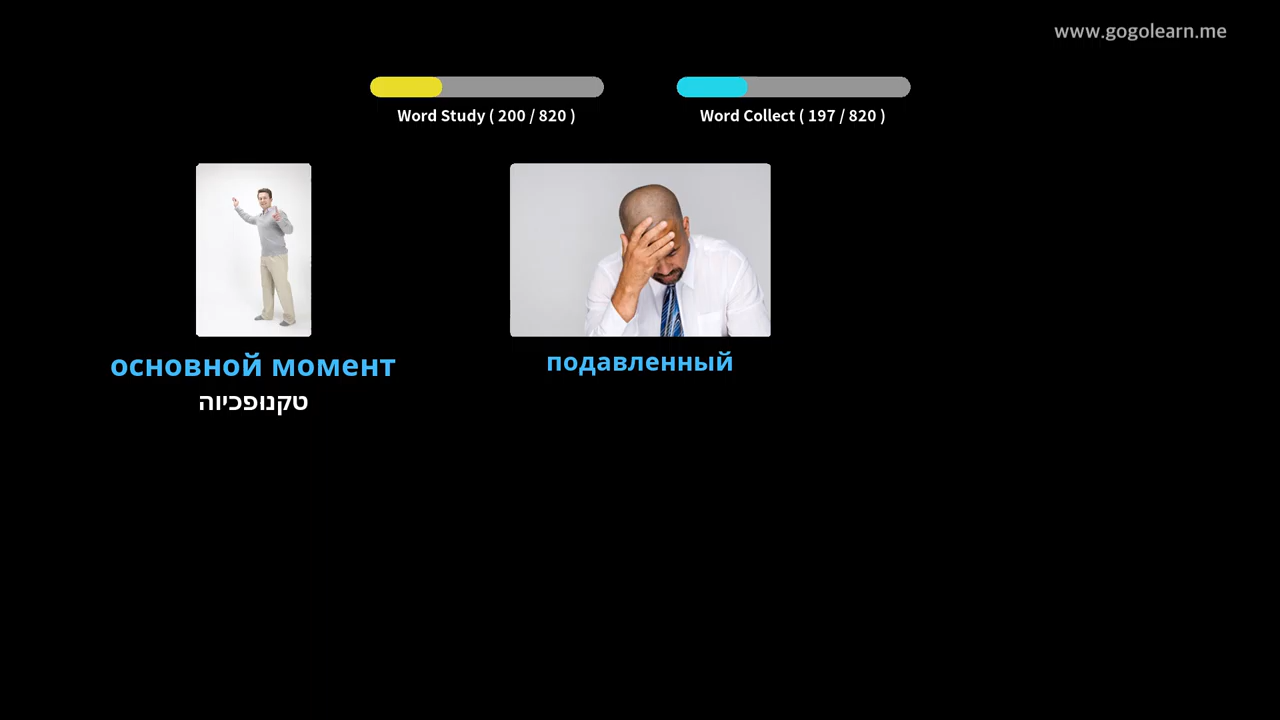 www.gogolearn.me
Word Study ( 200 / 820 )
Word Collect ( 197 / 820 )
основной момент
טקנופכיוה
подавленный